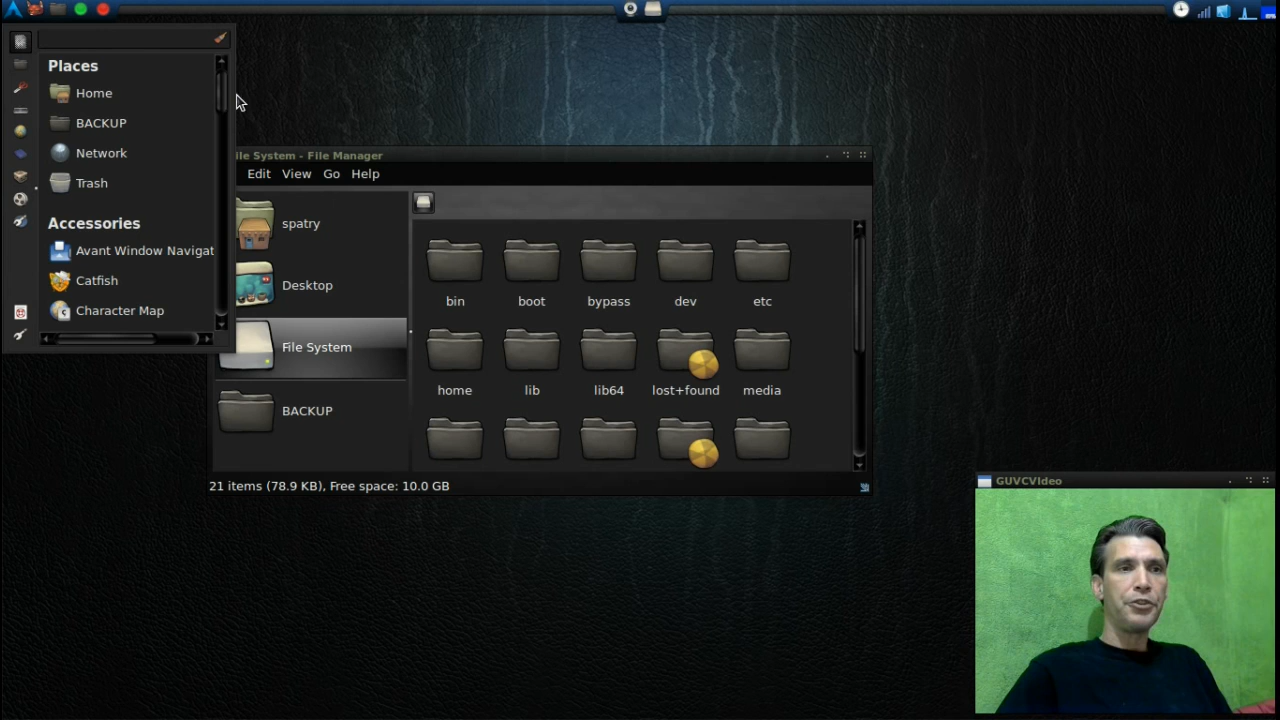 Places
Home
BACKUP
Network
Trash
Accessories
Avant Window Navigat
Catfish
Character Map
ile System - File Manager
Edit View Go Help
spatry
Desktop
File System
BACKUP
bin boot bypass dev etc
home lib lib64 lost+found media
21 items (78.9 KB), Free space: 10.0 GB
GUVCVIdeo